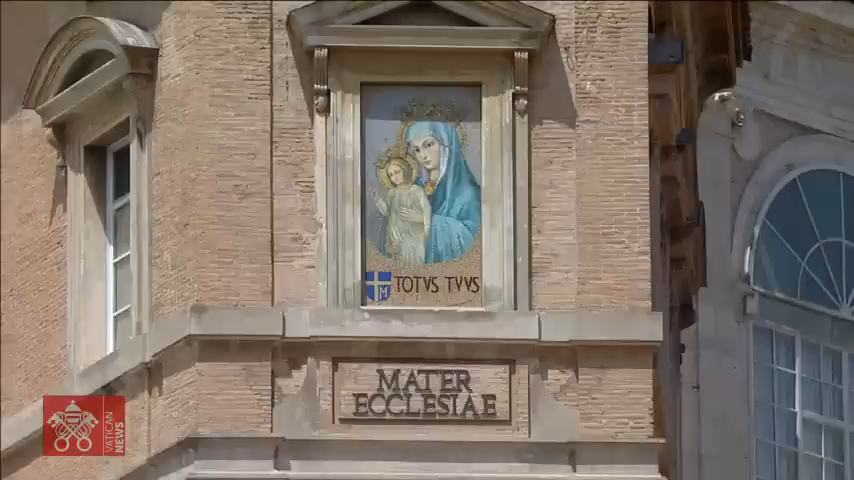 TOTVS TVVS
M
MATER
ECCLESIAE
VATICAN
NEWS